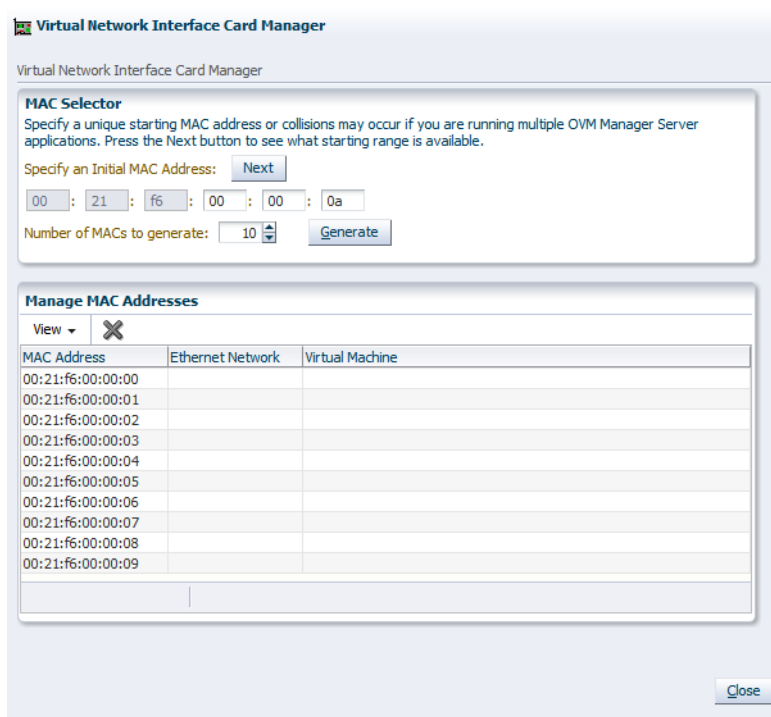 Virtual Network Interface Card Manager
Virtual Network Interface Card Manager
MAC Selector
Specify a unique starting MAC address or collisions may occur if you are running multiple OVM Manager Server
applications. Press the Next button to see what starting range is available.
Specify an Initial MAC Address: Next
00 : 21 : f6 : 00 : 00 : 0a
Number of MACs to generate: 10 Generate
Manage MAC Addresses
View
MAC Address Ethernet Network Virtual Machine
00:21:f6:00:00:00
00:21:f6:00:00:01
00:21:f6:00:00:02
00:21:f6:00:00:03
00:21:f6:00:00:04
00:21:f6:00:00:05
00:21:f6:00:00:06
00:21:f6:00:00:07
00:21:f6:00:00:08
00:21:f6:00:00:09
Close